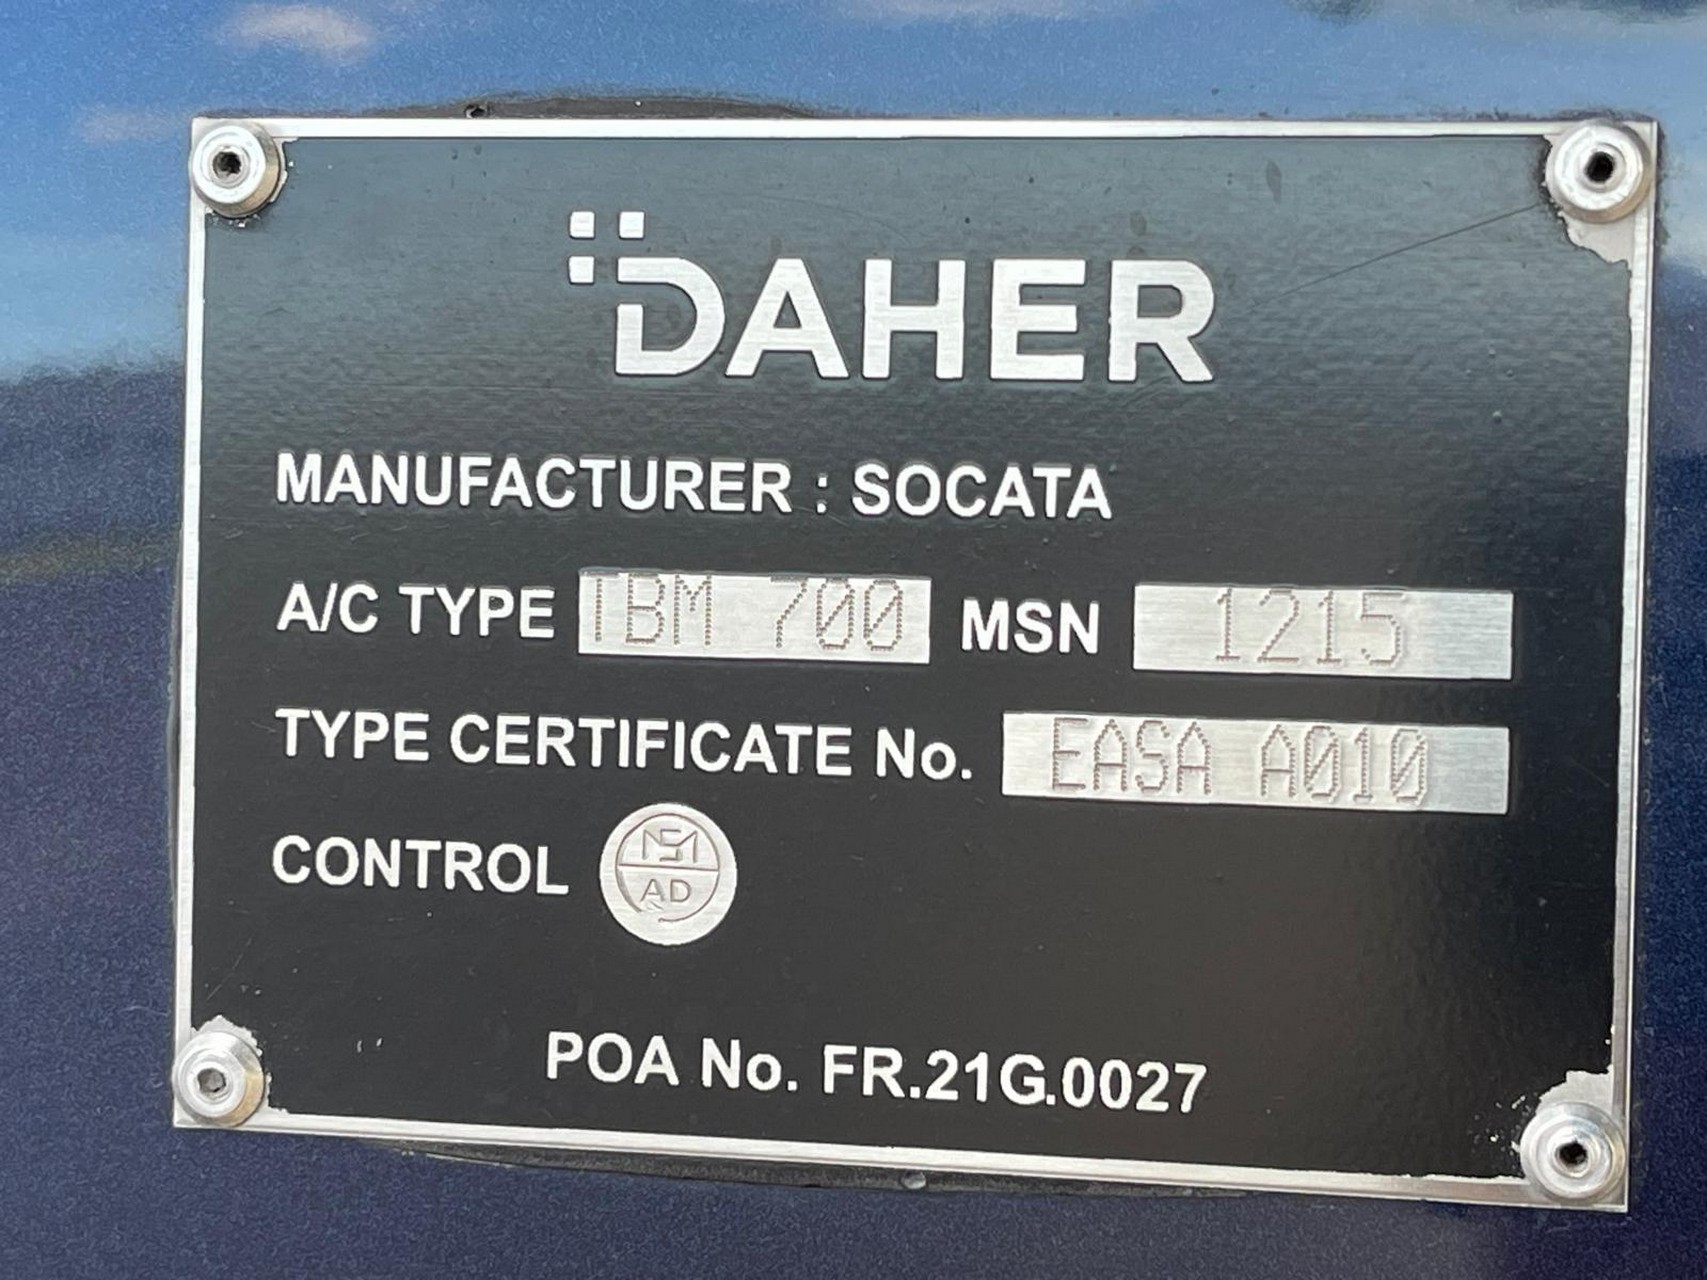 DAHER
MANUFACTURER : SOCATA
A/C TYPE TBM 700 MSN 1215
TYPE CERTIFICATE No. EASA A010
CONTROL MS AD
POA No. FR.21G.0027